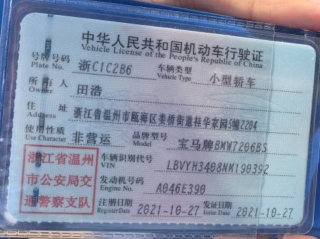 中华人民共和国机动车行驶证
Vehicle License of the People's Republic of China
号牌号码 浙C1C2B6 车辆类型 小型轿车
Plate No. Vehicle Type
所有人 田浩
Owner
住址 浙江省温州市瓯海区娄桥街道桂华家园5幢2204
Address
使用性质 非营运 品牌型号 宝马牌BMW7206BS
Use Character Model
浙江省温州
市公安局交
通警察支队
车辆识别代号 LBVYH3408NM190392
VIN
发动机号码 A046E390
Engine No.
注册日期 2021-10-27 发证日期 2021-10-27
Register Date Issue Date